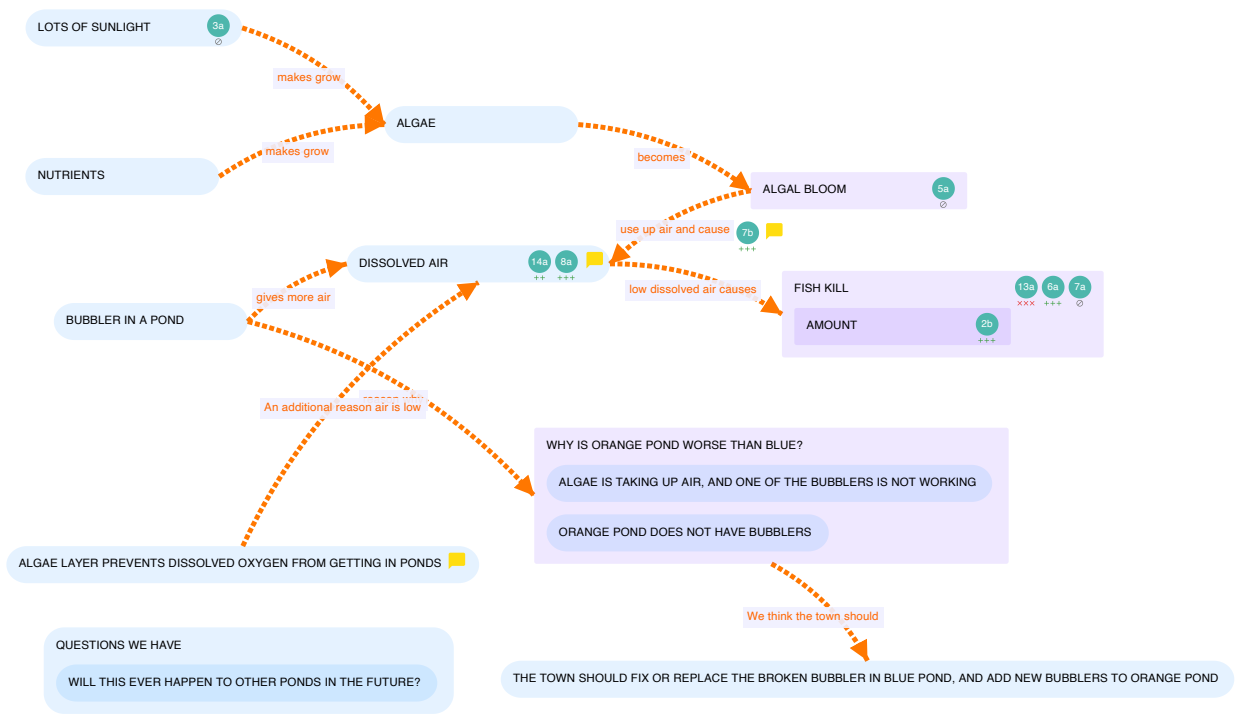 LOTS OF SUNLIGHT
3a
makes grow
ALGAE
makes grow
NUTRIENTS
becomes
ALGAL BLOOM
5a
use up air and cause
7b
+++
DISSOLVED AIR
14a
++
8a
+++
low dissolved air causes
gives more air
BUBBLER IN A POND
FISH KILL
13a
×××
6a
+++
7a
AMOUNT
2b
+++
reason why
An additional reason air is low
WHY IS ORANGE POND WORSE THAN BLUE?
ALGAE IS TAKING UP AIR, AND ONE OF THE BUBBLERS IS NOT WORKING
ORANGE POND DOES NOT HAVE BUBBLERS
ALGAE LAYER PREVENTS DISSOLVED OXYGEN FROM GETTING IN PONDS
We think the town should
QUESTIONS WE HAVE
WILL THIS EVER HAPPEN TO OTHER PONDS IN THE FUTURE?
THE TOWN SHOULD FIX OR REPLACE THE BROKEN BUBBLER IN BLUE POND, AND ADD NEW BUBBLERS TO ORANGE POND